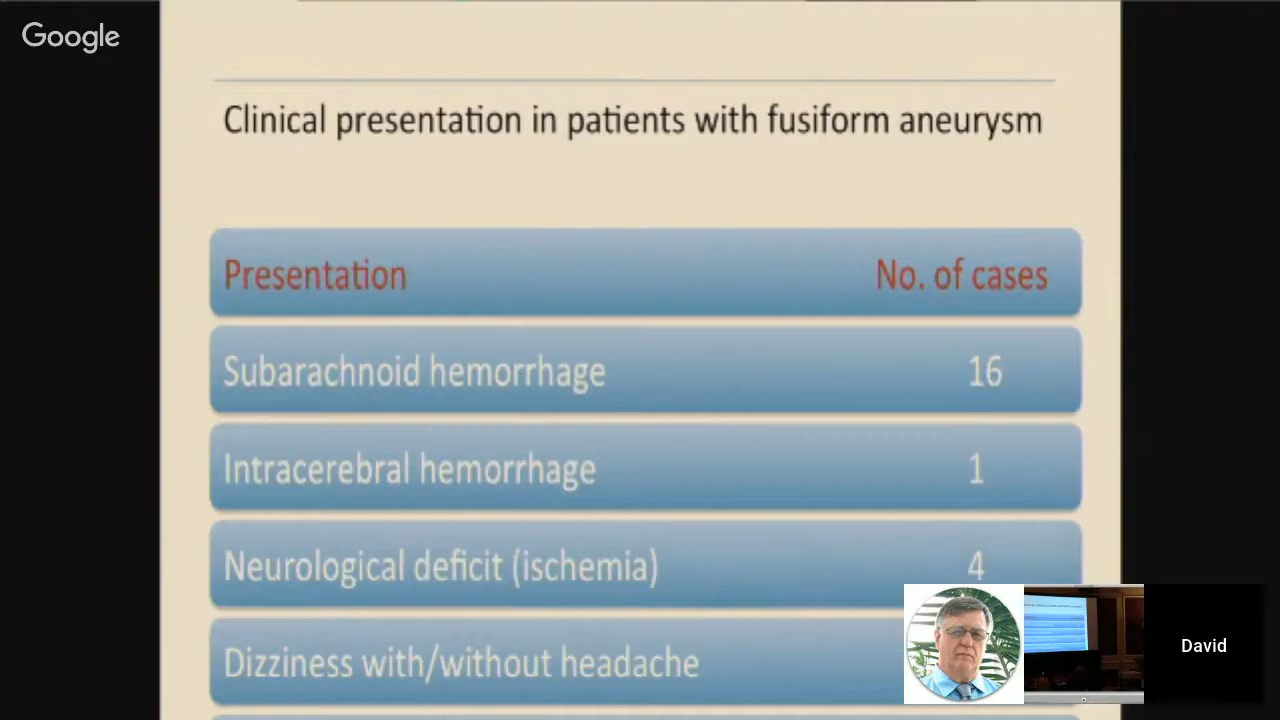 Google
Clinical presentation in patients with fusiform aneurysm
Presentation No. of cases
Subarachnoid hemorrhage 16
Intracerebral hemorrhage 1
Neurological deficit (ischemia) 4
Dizziness with/without headache
David